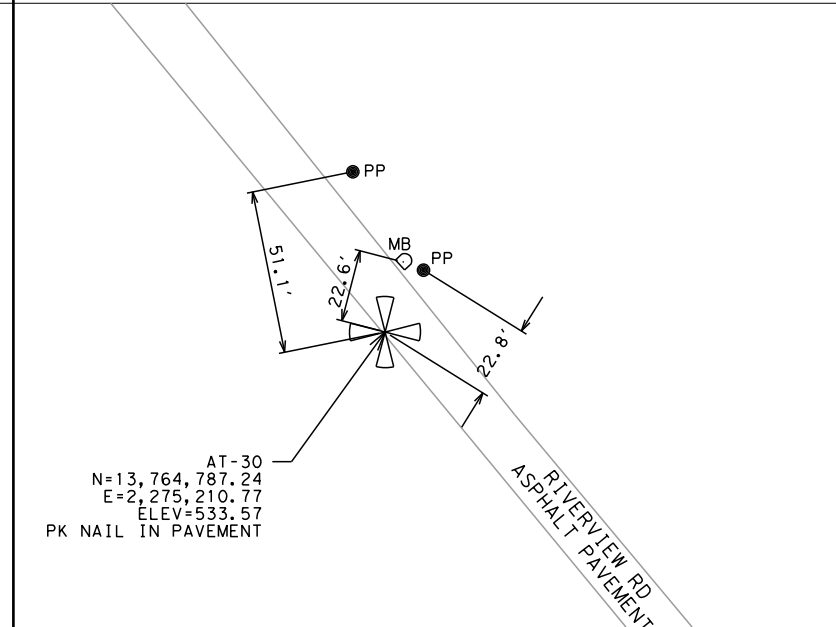 PP
MB
PP
51.1'
22.6'
22.8'
AT-30
N=13,764,787.24
E=2,275,210.77
ELEV=533.57
PK NAIL IN PAVEMENT
RIVERVIEW RD
ASPHALT PAVEMENT